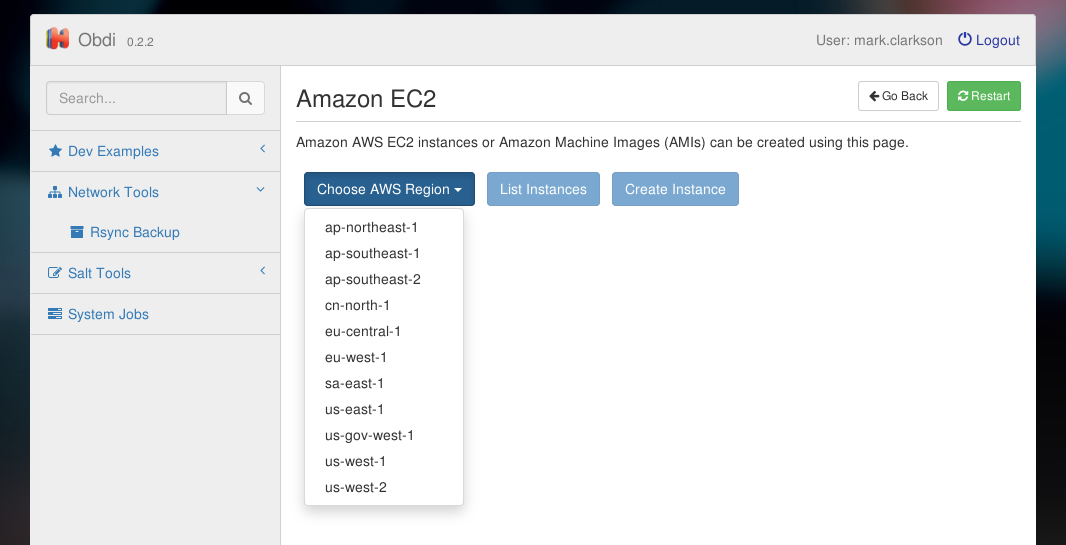 Obdi 0.2.2
User: mark.clarkson Logout
Search...
Dev Examples
Network Tools
Rsync Backup
Salt Tools
System Jobs
Amazon EC2
Go Back Restart
Amazon AWS EC2 instances or Amazon Machine Images (AMIs) can be created using this page.
Choose AWS Region List Instances Create Instance
ap-northeast-1
ap-southeast-1
ap-southeast-2
cn-north-1
eu-central-1
eu-west-1
sa-east-1
us-east-1
us-gov-west-1
us-west-1
us-west-2